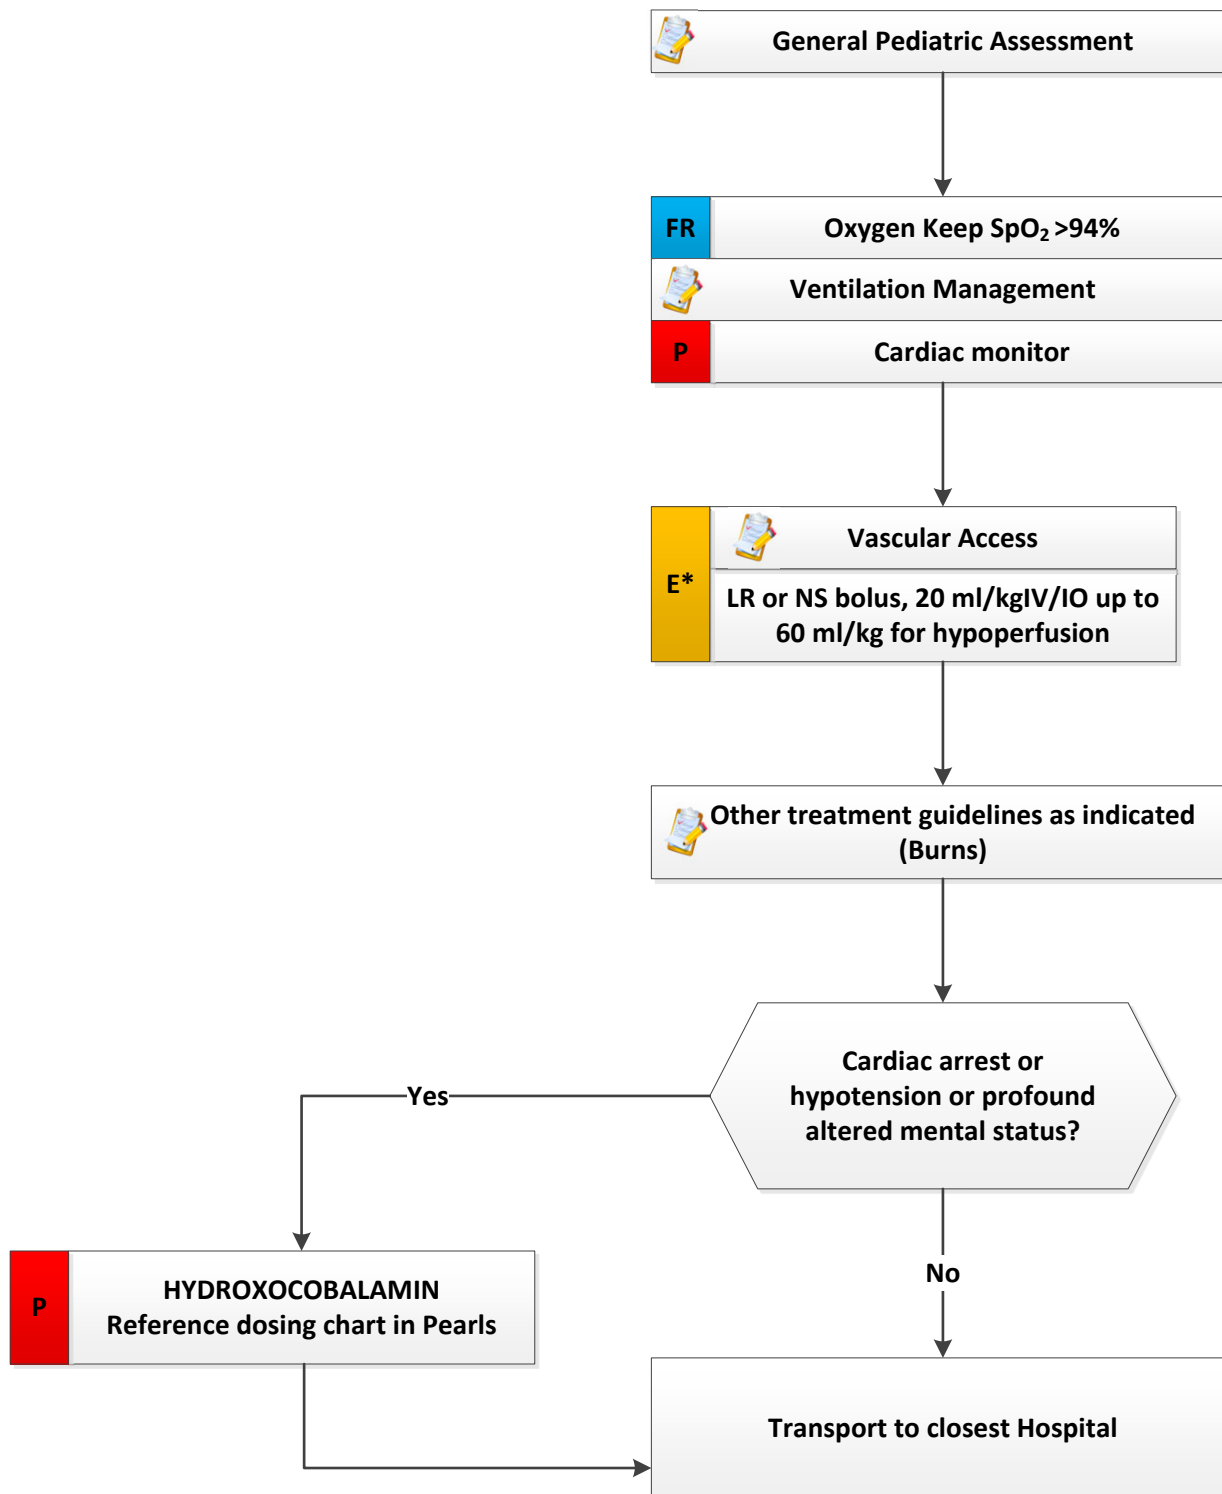 General Pediatric Assessment
FR
Oxygen Keep SpO₂ >94%
Ventilation Management
P
Cardiac monitor
E*
Vascular Access
LR or NS bolus, 20 ml/kgIV/IO up to
60 ml/kg for hypoperfusion
Other treatment guidelines as indicated
(Burns)
Cardiac arrest or
hypotension or profound
altered mental status?
Yes
No
P
HYDROXOCOBALAMIN
Reference dosing chart in Pearls
Transport to closest Hospital